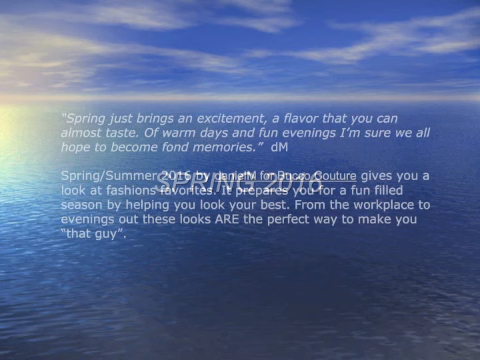 “Spring just brings an excitement, a flavor that you can
almost taste. Of warm days and fun evenings I’m sure we all
hope to become fond memories.” dM
Spring/Summer 2016 by danielM for Bucco Couture gives you a
look at fashions favorites. It prepares you for a fun filled
season by helping you look your best. From the workplace to
evenings out these looks ARE the perfect way to make you
“that guy”.
SPRING 2016